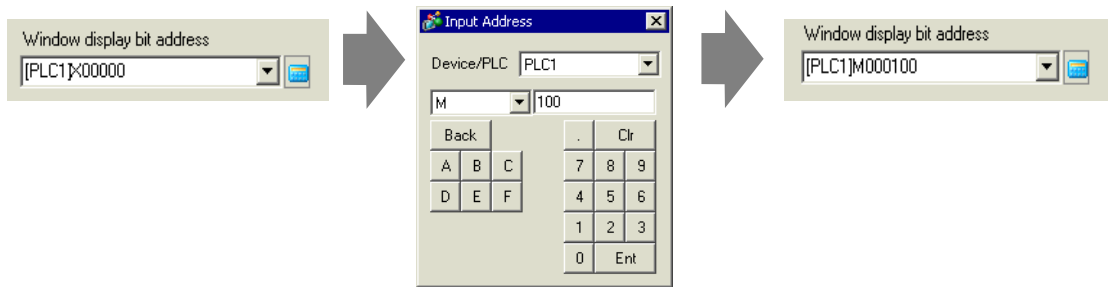 Window display bit address
[PLC1]X00000
Input Address
Device/PLC PLC1
M 100
Back . Clr
A B C 7 8 9
D E F 4 5 6
1 2 3
0 Ent
Window display bit address
[PLC1]M000100